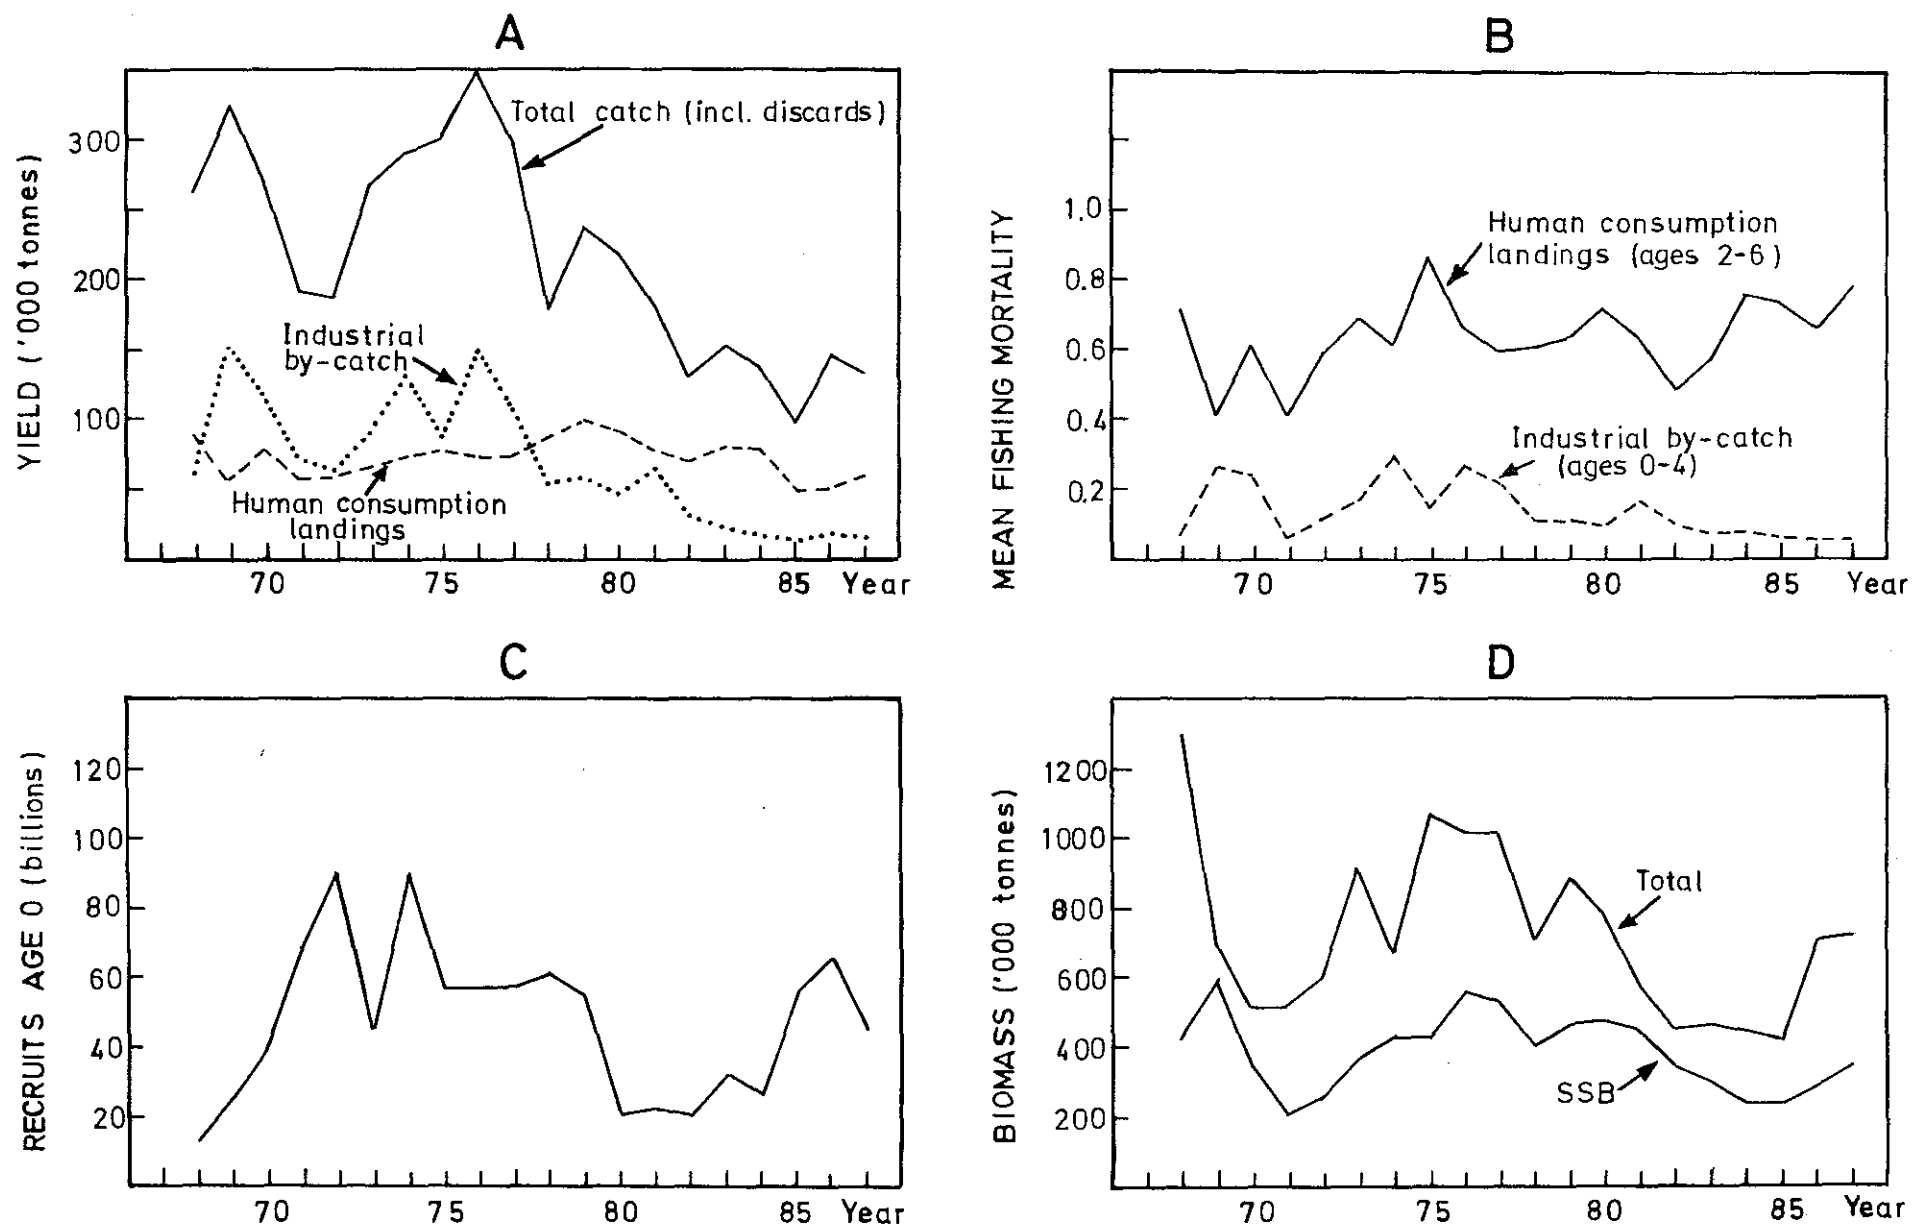 A
YIELD ('000 tonnes)
300
200
100
Total catch (incl. discards)
Industrial
by-catch
Human consumption
landings
70
75
80
85
Year
B
MEAN FISHING MORTALITY
1.0
0.8
0.6
0.4
0.2
Human consumption
landings (ages 2-6)
Industrial by-catch
(ages 0-4)
70
75
80
85
Year
C
RECRUITS AGE 0 (billions)
120
100
80
60
40
20
70
75
80
85
Year
D
BIOMASS ('000 tonnes)
1200
1000
800
600
400
200
Total
SSB
70
75
80
85
Year